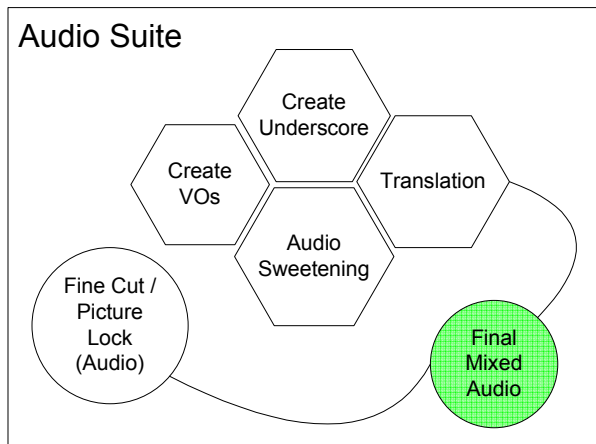 Audio Suite
Create
Underscore
Create
VOs
Translation
Audio
Sweetening
Fine Cut /
Picture
Lock
(Audio)
Final
Mixed
Audio